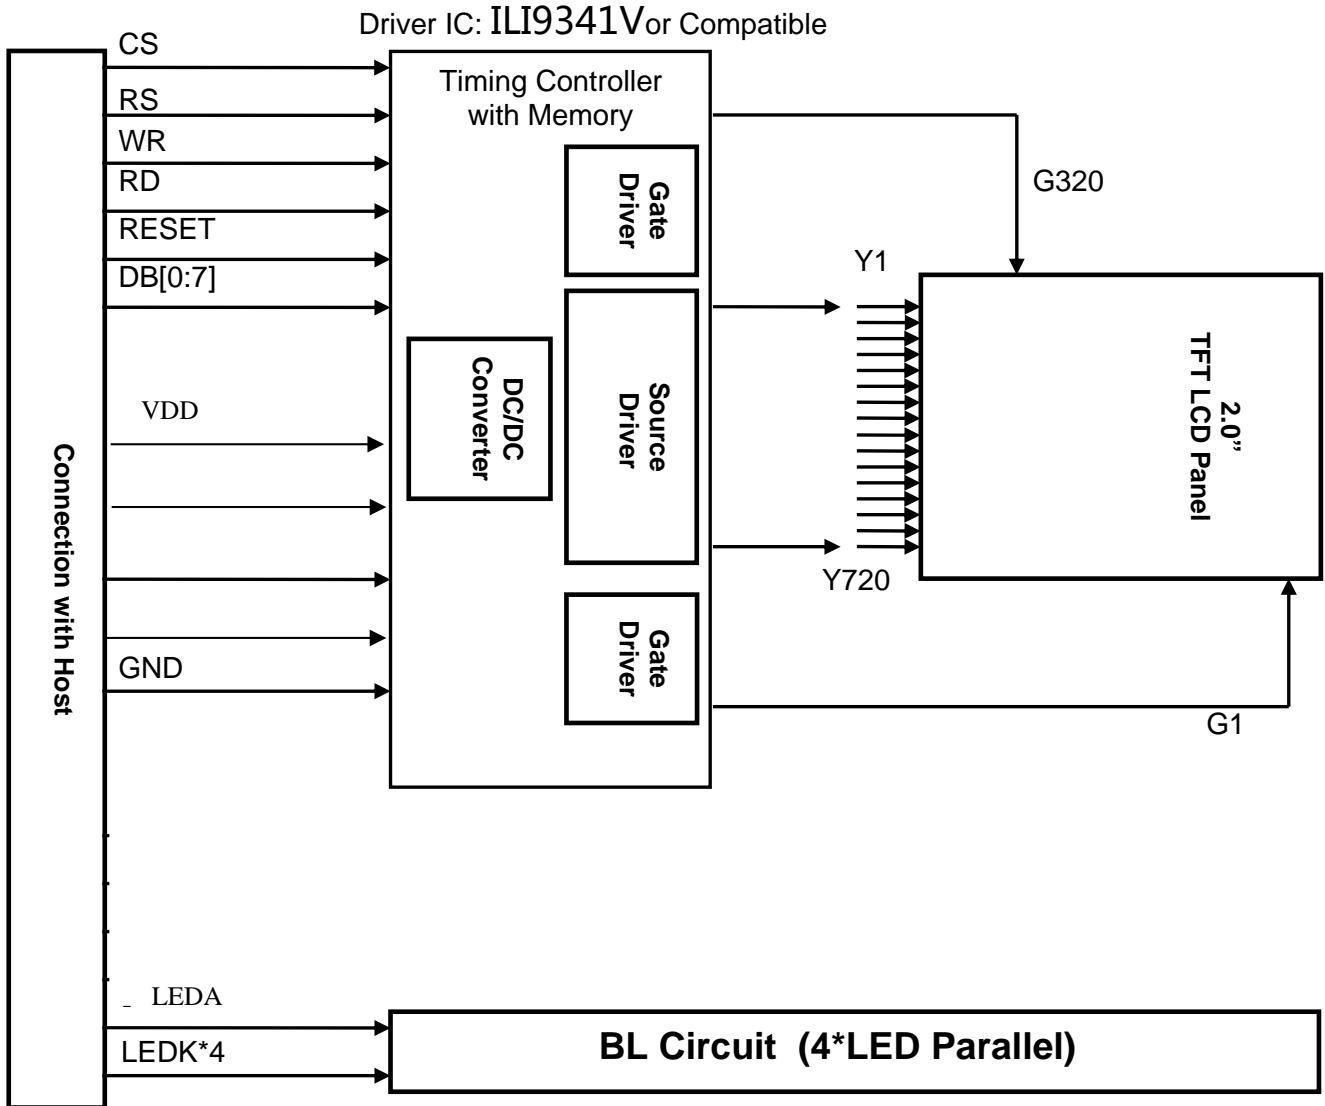 Driver IC: ILI9341V or Compatible
CS
RS
WR
RD
RESET
DB[0:7]
VDD
GND
Connection with Host
Timing Controller
with Memory
Gate
Driver
DC/DC
Converter
Source
Driver
Gate
Driver
G320
Y1
Y720
2.0”
TFT LCD Panel
G1
_ LEDA
LEDK*4
BL Circuit (4*LED Parallel)